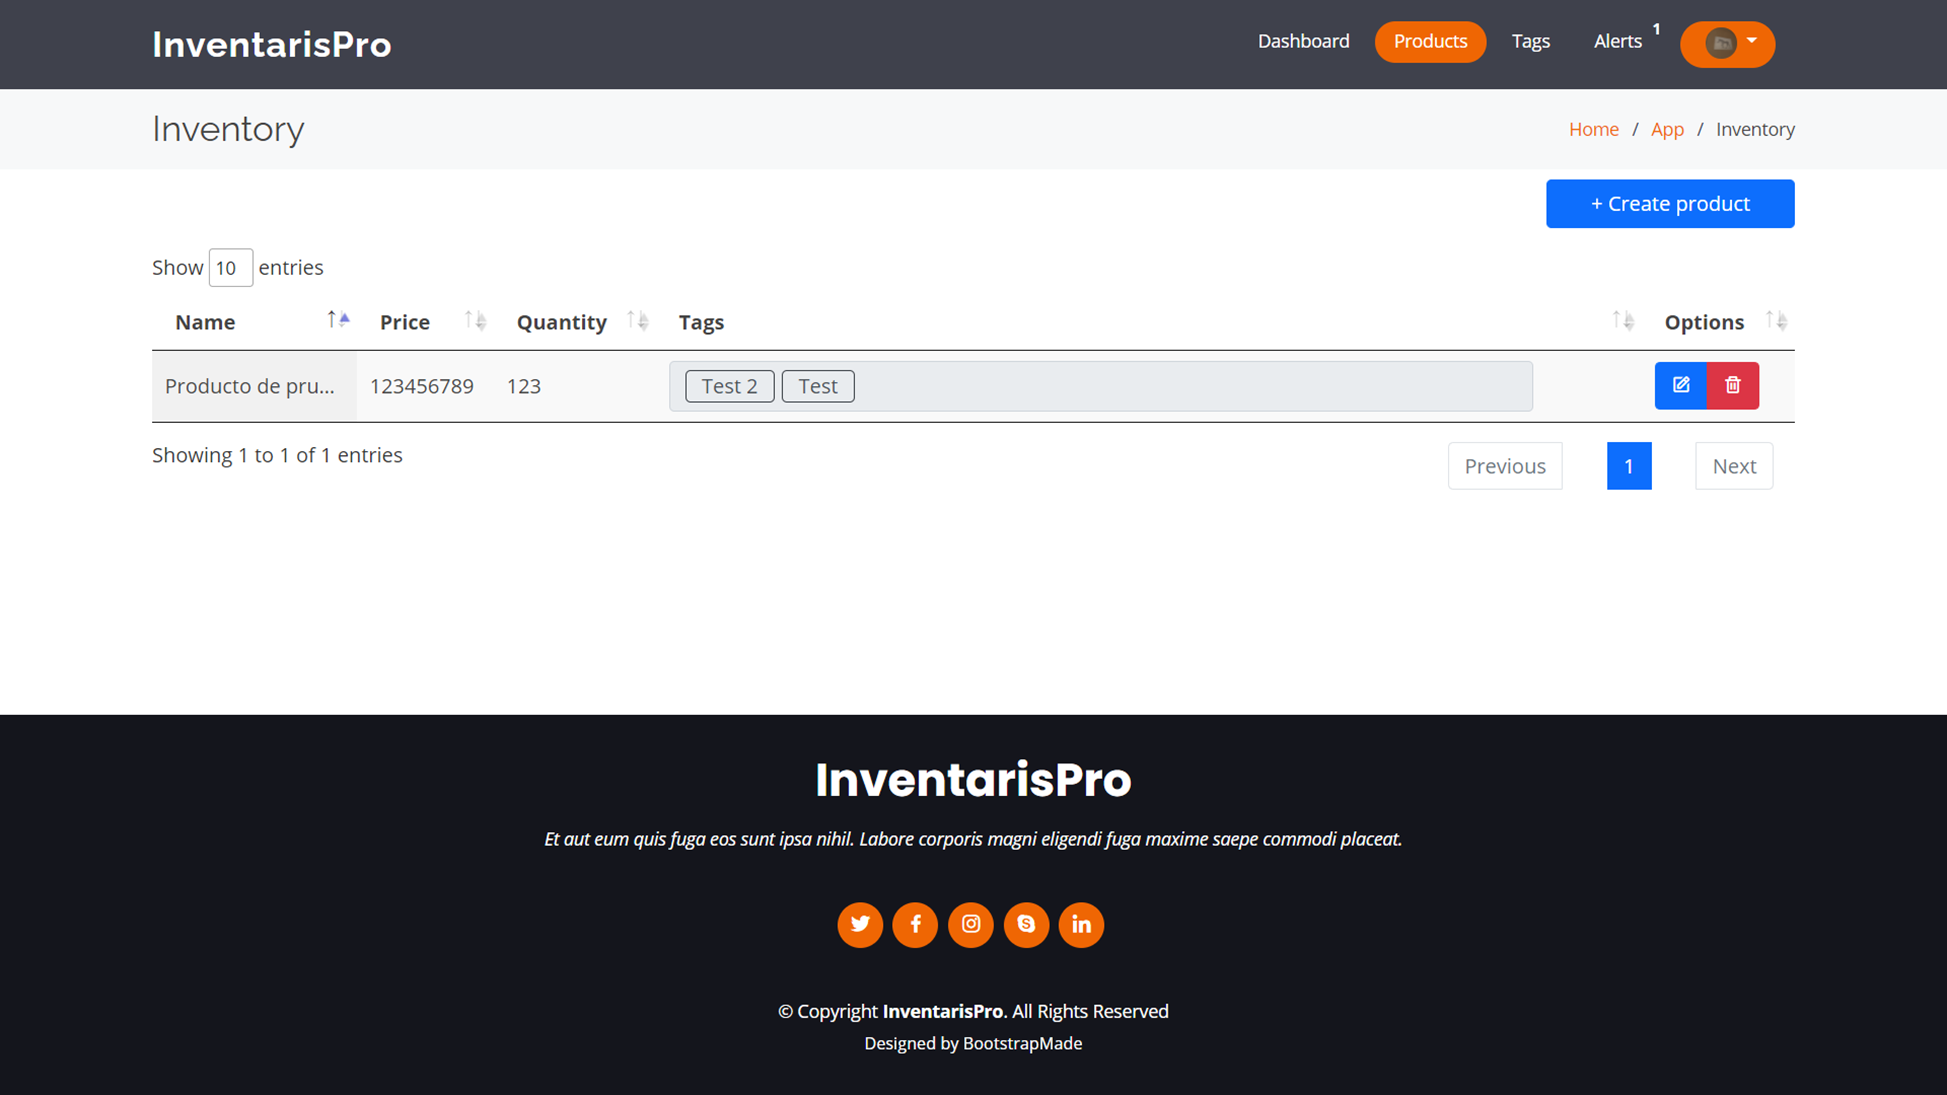 InventarisPro
Dashboard Products Tags Alerts 1
Inventory
Home / App / Inventory
+ Create product
Show 10 entries
Name Price Quantity Tags Options
Producto de pru... 123456789 123 Test 2 Test
Showing 1 to 1 of 1 entries
Previous 1 Next
InventarisPro
Et aut eum quis fuga eos sunt ipsa nihil. Labore corporis magni eligendi fuga maxime saepe commodi placeat.
© Copyright InventarisPro. All Rights Reserved
Designed by BootstrapMade